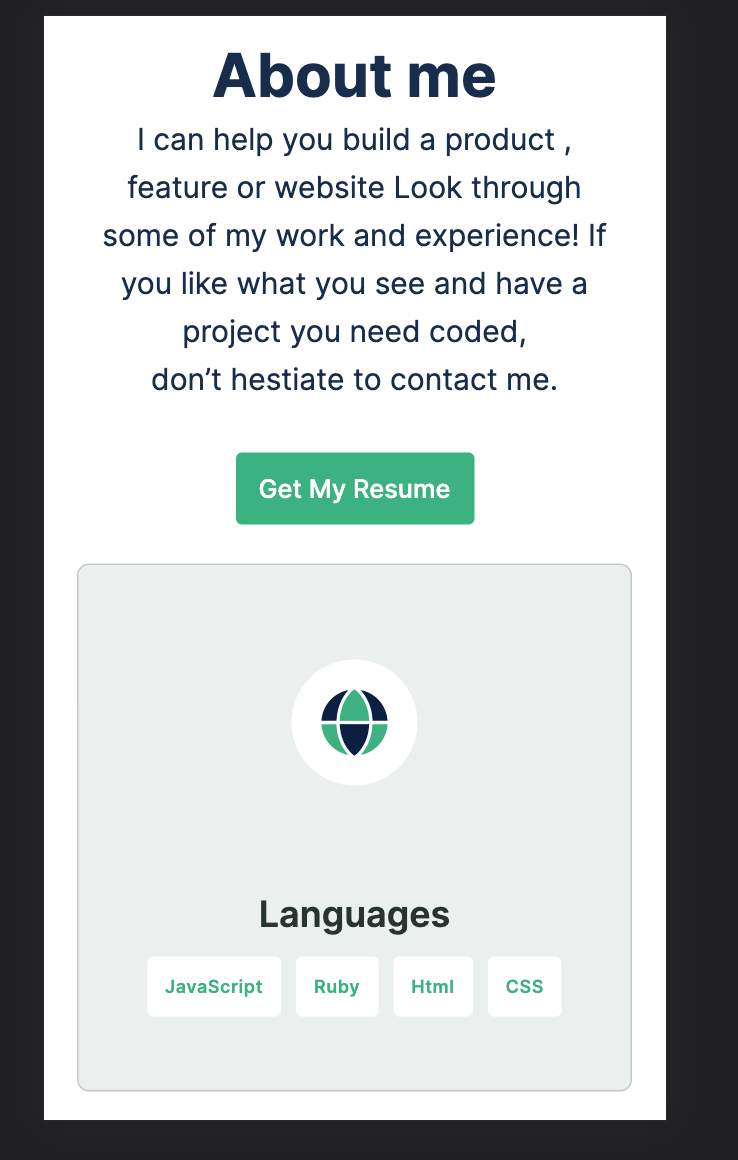 About me
I can help you build a product ,
feature or website Look through
some of my work and experience! If
you like what you see and have a
project you need coded,
don’t hestiate to contact me.
Get My Resume
Languages
JavaScript Ruby Html CSS